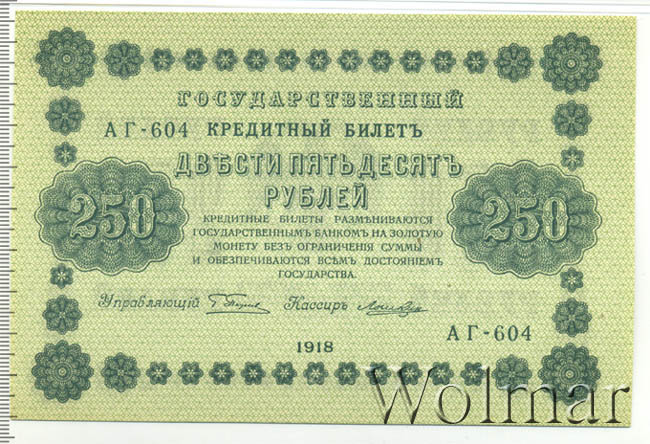 ГОСУДАРСТВЕННЫЙ
АГ-604 КРЕДИТНЫЙ БИЛЕТЪ
ДВѢСТИ ПЯТЬДЕСЯТЪ
РУБЛЕЙ
250 250
КРЕДИТНЫЕ БИЛЕТЫ РАЗМѢНИВАЮТСЯ
ГОСУДАРСТВЕННЫМЪ БАНКОМЪ НА ЗОЛОТУЮ
МОНЕТУ БЕЗЪ ОГРАНИЧЕНІЯ СУММЫ
И ОБЕЗПЕЧИВАЮТСЯ ВСѢМЪ ДОСТОЯНІЕМЪ
ГОСУДАРСТВА.
Управляющій Кассиръ
АГ-604
1918
Wolmar